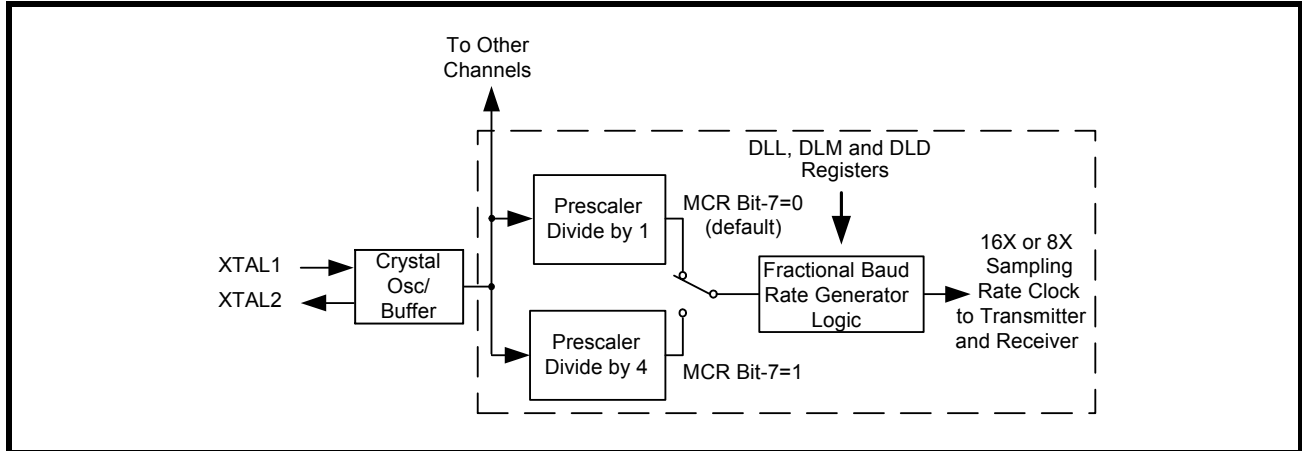 To Other
Channels
DLL, DLM and DLD
Registers
Prescaler
Divide by 1
MCR Bit-7=0
(default)
16X or 8X
Sampling
Rate Clock
to Transmitter
and Receiver
XTAL1
XTAL2
Crystal
Osc/
Buffer
Fractional Baud
Rate Generator
Logic
Prescaler
Divide by 4
MCR Bit-7=1